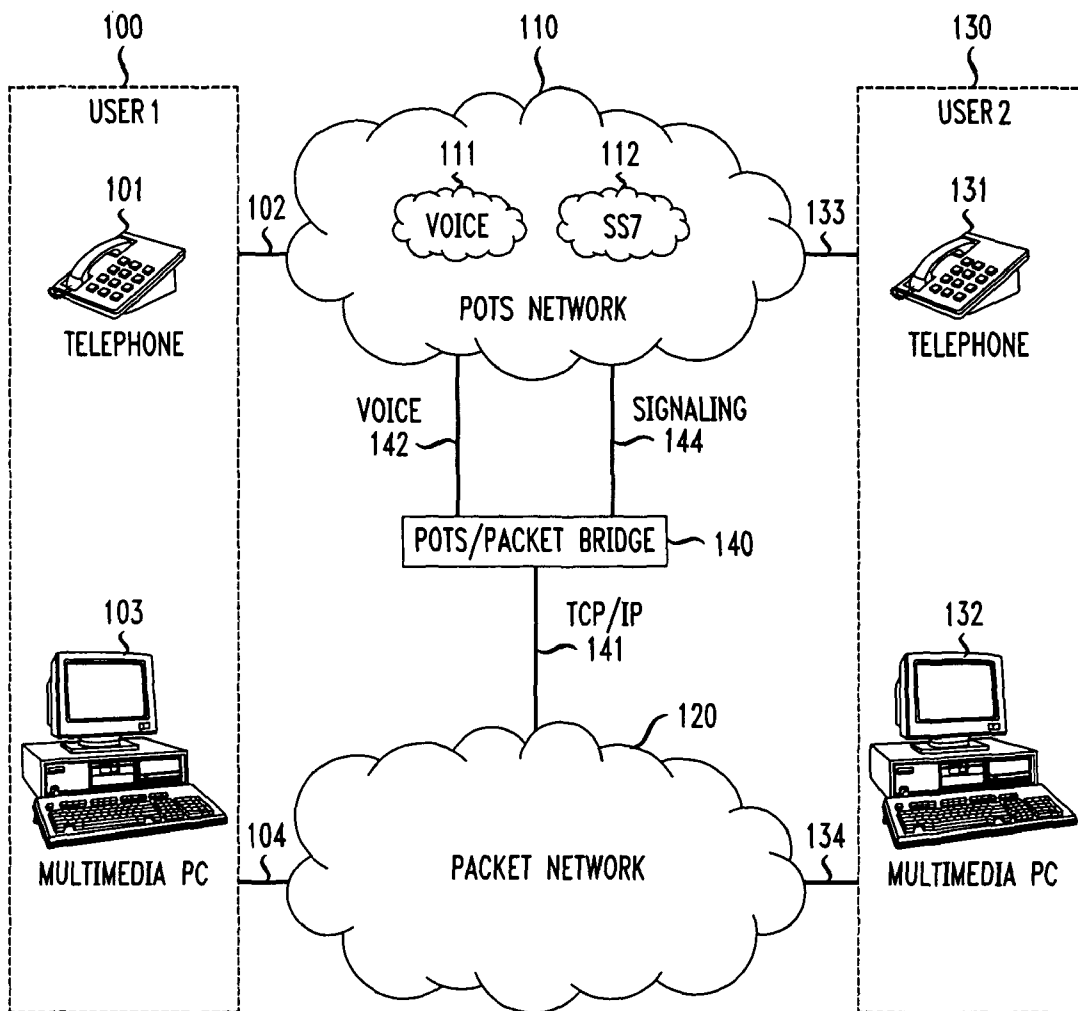 100
110
130
USER 1
USER 2
101
111
112
131
102
VOICE
SS7
133
TELEPHONE
POTS NETWORK
TELEPHONE
VOICE
142
SIGNALING
144
POTS/PACKET BRIDGE
140
103
TCP/IP
141
132
120
104
PACKET NETWORK
134
MULTIMEDIA PC
MULTIMEDIA PC